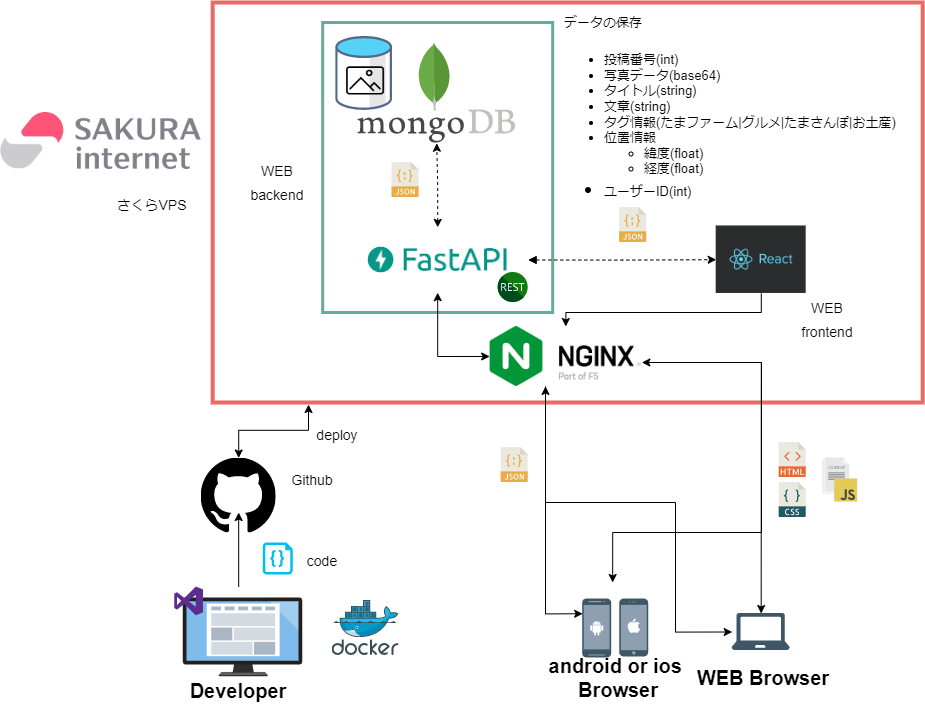 データの保存
投稿番号(int)
写真データ(base64)
タイトル(string)
文章(string)
タグ情報(たまファーム|グルメ|たまさんぽ|お土産)
位置情報
緯度(float)
経度(float)
ユーザーID(int)
mongoDB
SAKURA
internet
さくらVPS
WEB
backend
JSON
JSON
FastAPI
REST
React
WEB
frontend
N
NGINX
Part of F5
deploy
Github
JSON
HTML
CSS
JS
code
docker
Developer
android or ios
Browser
WEB Browser